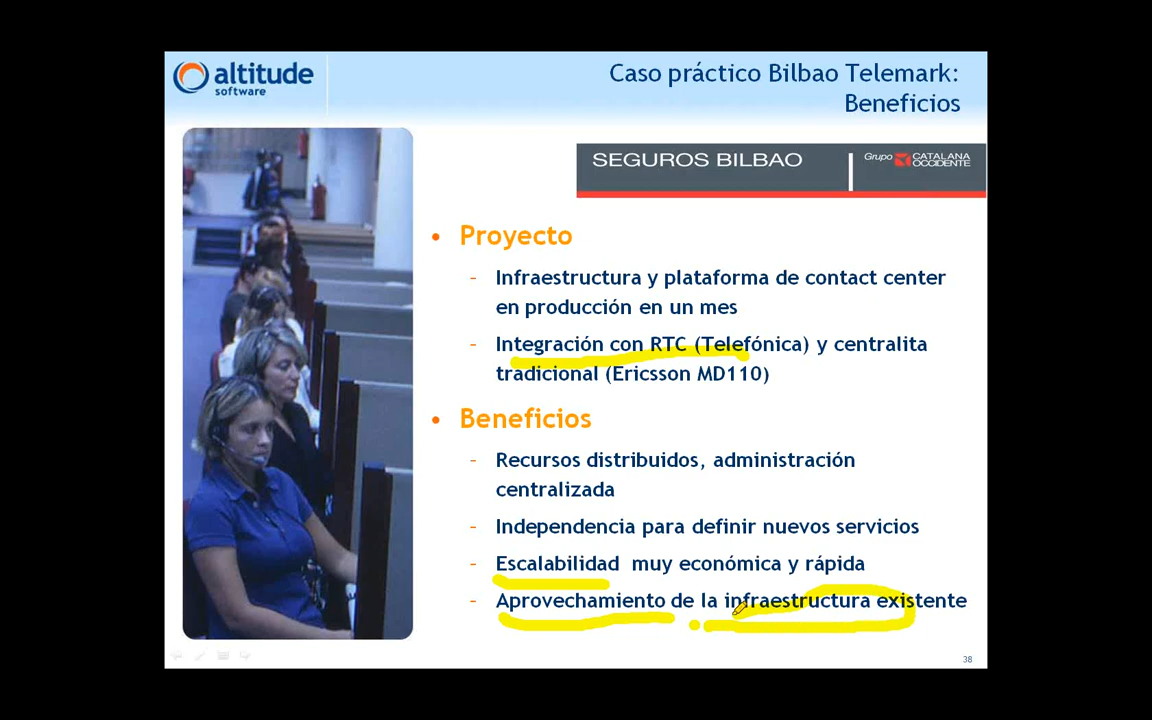 altitude
software
Caso práctico Bilbao Telemark:
Beneficios
SEGUROS BILBAO
Grupo CATALANA
OCCIDENTE
• Proyecto
- Infraestructura y plataforma de contact center
en producción en un mes
- Integración con RTC (Telefónica) y centralita
tradicional (Ericsson MD110)
• Beneficios
- Recursos distribuidos, administración
centralizada
- Independencia para definir nuevos servicios
- Escalabilidad muy económica y rápida
- Aprovechamiento de la infraestructura existente
38